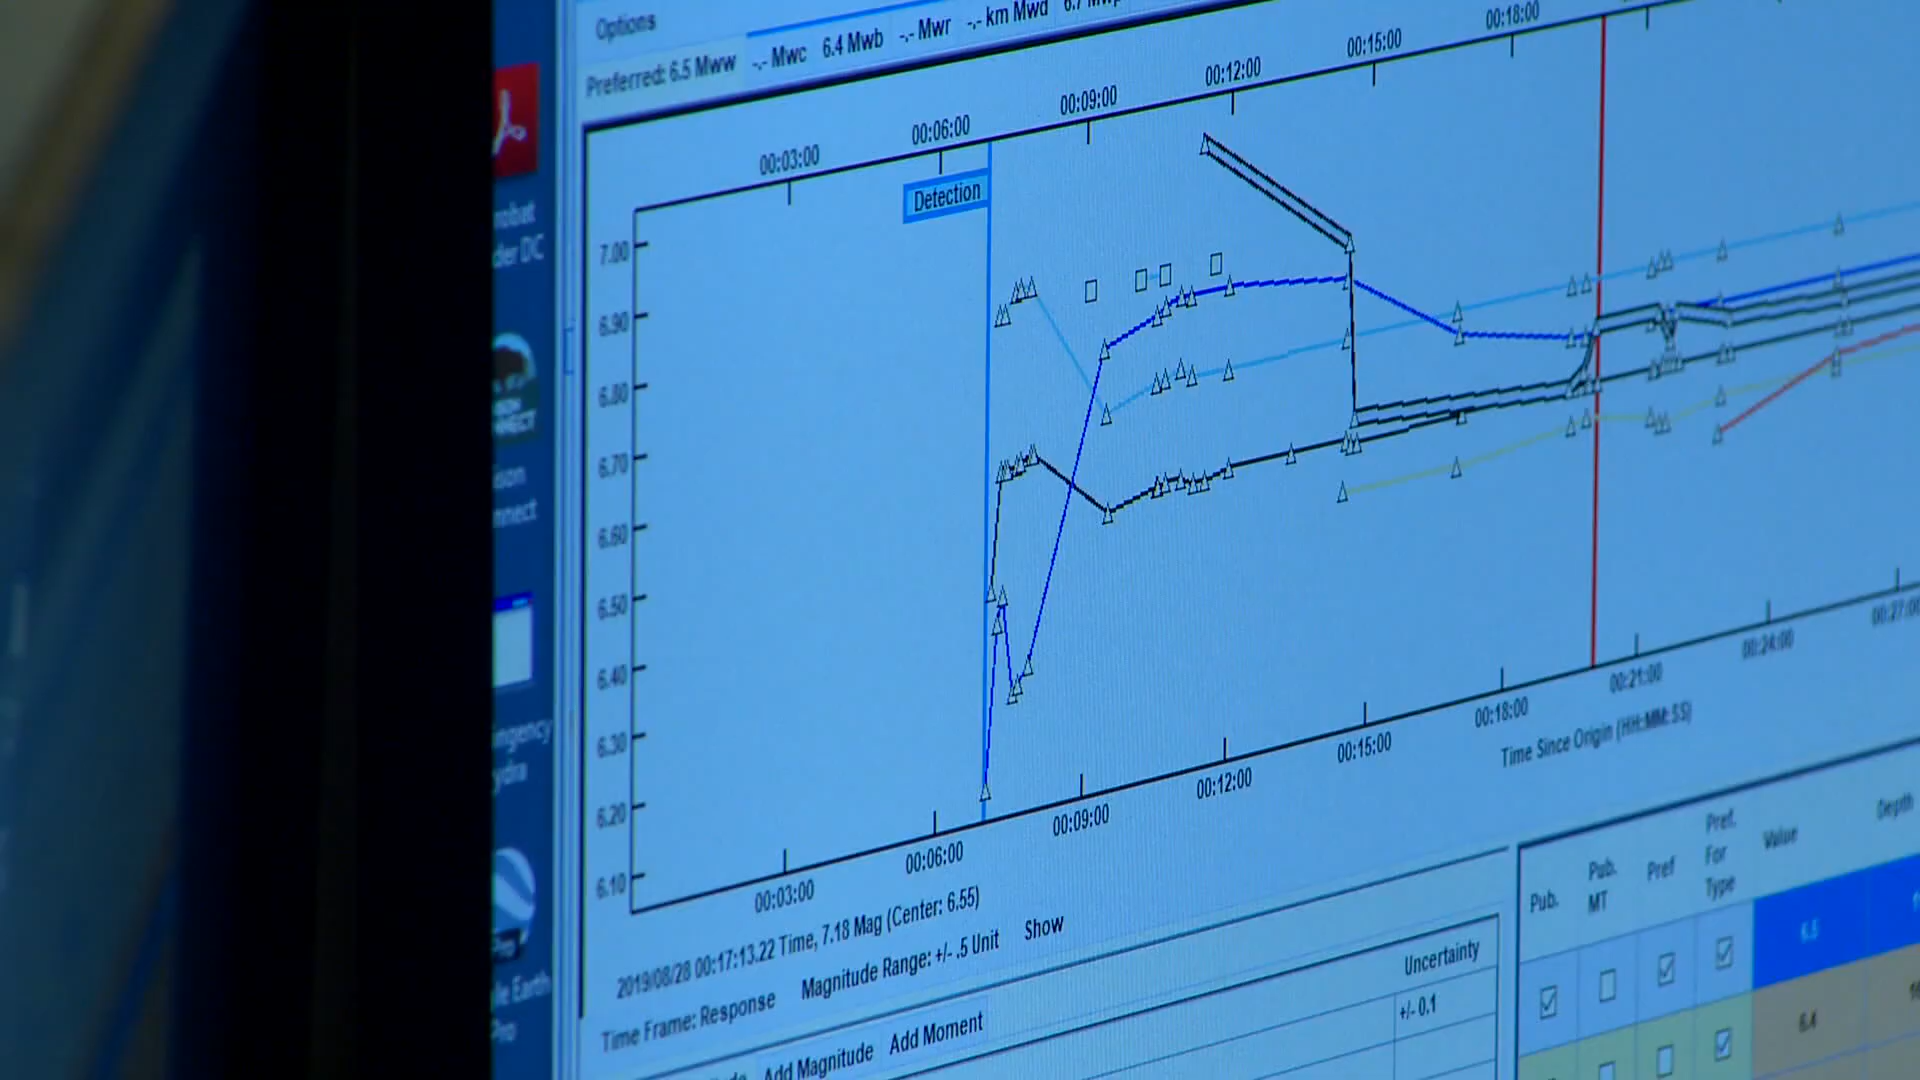 Options
Preferred: 6.5 Mww -.- Mwc 6.4 Mwb -.- Mwr -.- km Mwd
00:03:00 00:06:00 00:09:00 00:12:00 00:15:00 00:18:00
Detection
7.00
6.90
6.80
6.70
6.60
6.50
6.40
6.30
6.20
6.10
00:03:00 00:06:00 00:09:00 00:12:00 00:15:00 00:18:00 00:21:00 00:24:00 00:27:00
Time Since Origin (HH:MM:SS)
2019/08/28 00:17:13.22 Time, 7.18 Mag (Center: 6.55)
Time Frame: Response Magnitude Range: +/- .5 Unit Show
Add Magnitude Add Moment
Uncertainty
+/- 0.1
Pub. Pub. MT Pref Pref. For Type Value Depth
6.5
6.4